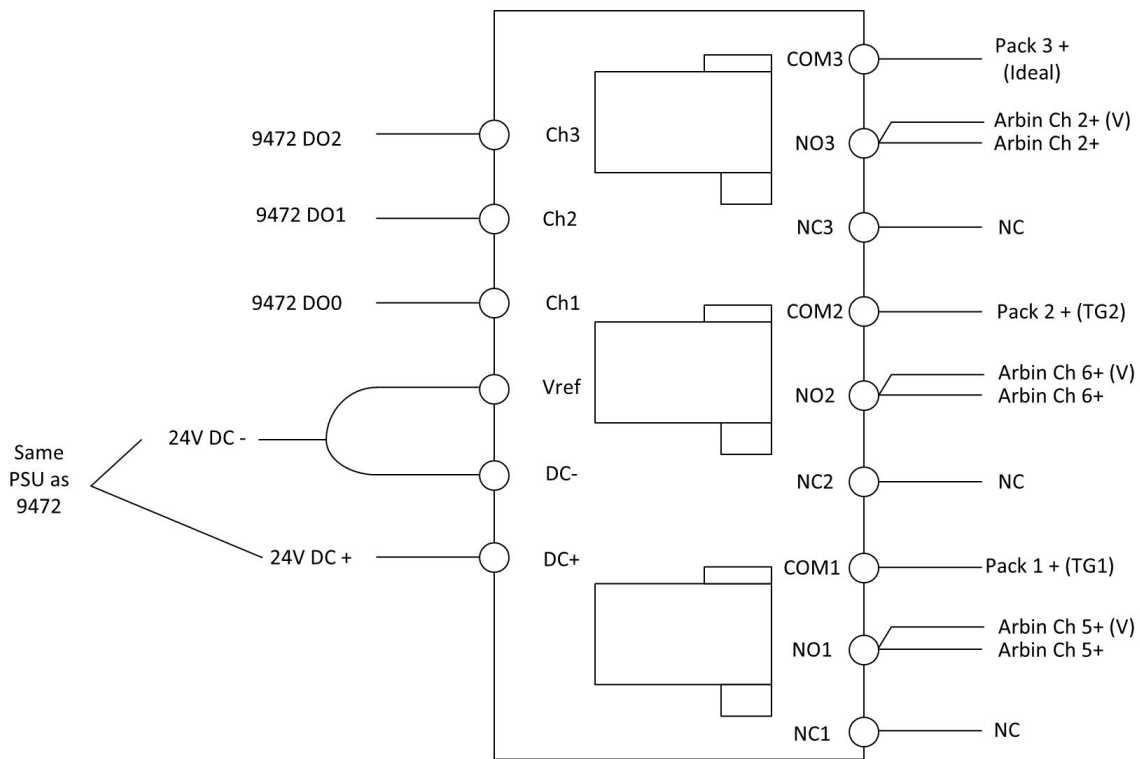 9472 DO2
9472 DO1
9472 DO0
24V DC -
Same
PSU as
9472
24V DC +
Ch3
Ch2
Ch1
Vref
DC-
DC+
COM3
NO3
NC3
COM2
NO2
NC2
COM1
NO1
NC1
Pack 3 +
(Ideal)
Arbin Ch 2+ (V)
Arbin Ch 2+
NC
Pack 2 + (TG2)
Arbin Ch 6+ (V)
Arbin Ch 6+
NC
Pack 1 + (TG1)
Arbin Ch 5+ (V)
Arbin Ch 5+
NC